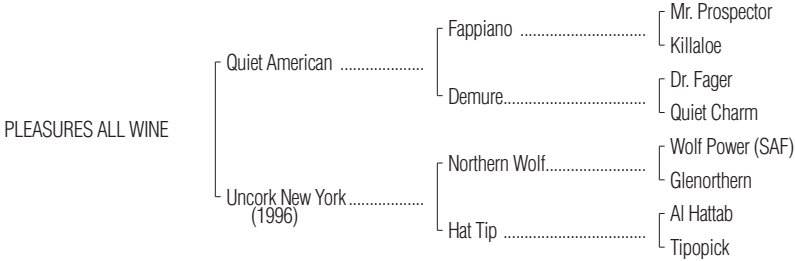 Mr. Prospector
Fappiano ..............................
Killaloe
Quiet American ....................
Dr. Fager
Demure..................................
Quiet Charm
PLEASURES ALL WINE
Wolf Power (SAF)
Northern Wolf........................
Glenorthern
Uncork New York..................
(1996)
Al Hattab
Hat Tip ..................................
Tipopick